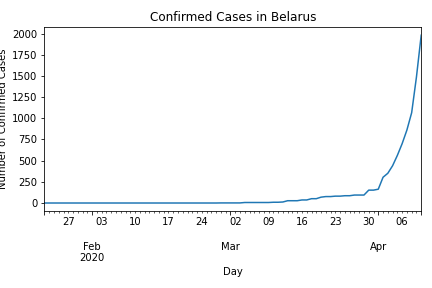 Confirmed Cases in Belarus
Number of Confirmed Cases
2000
1750
1500
1250
1000
750
500
250
0
27 03 10 17 24 02 09 16 23 30 06
Feb Mar Apr
2020
Day